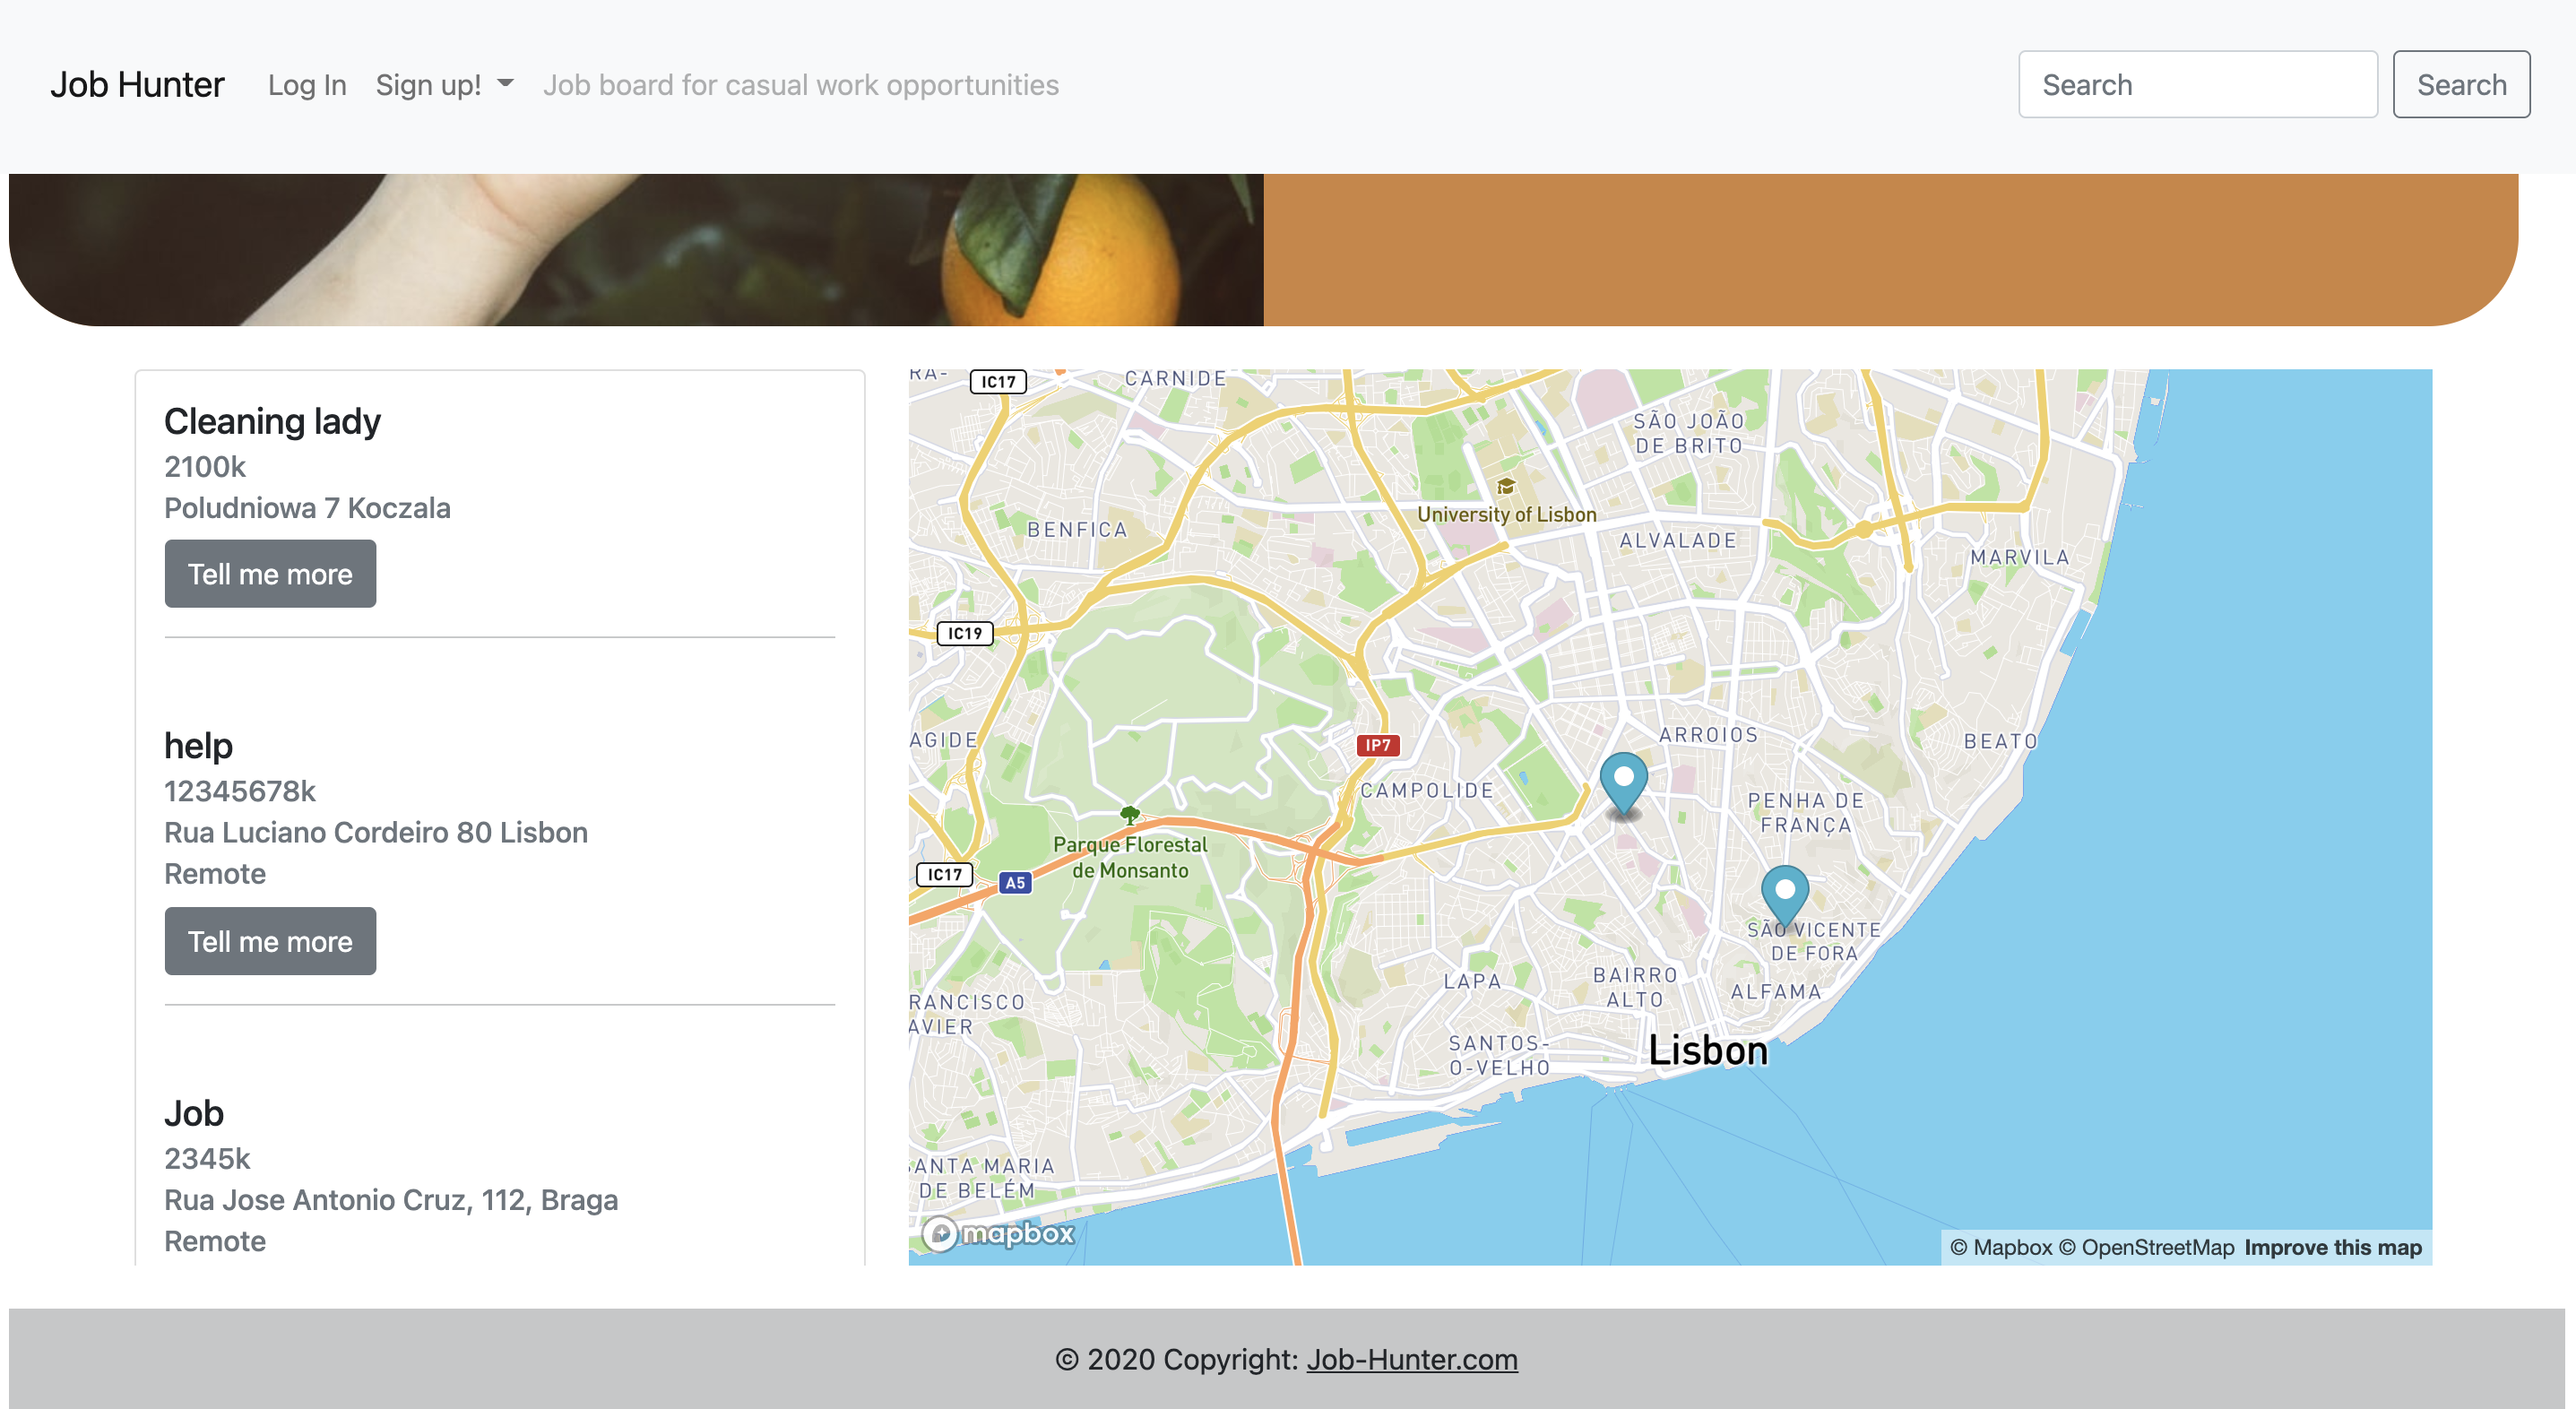 Job Hunter
Log In
Sign up!
Job board for casual work opportunities
Search
Search
Cleaning lady
2100k
Poludniowa 7 Koczala
Tell me more
help
12345678k
Rua Luciano Cordeiro 80 Lisbon
Remote
Tell me more
Job
2345k
Rua Jose Antonio Cruz, 112, Braga
Remote
RA-
IC17
CARNIDE
SÃO JOÃO
DE BRITO
University of Lisbon
BENFICA
ALVALADE
MARVILA
IC19
AGIDE
IP7
ARROIOS
BEATO
CAMPOLIDE
PENHA DE
FRANÇA
Parque Florestal
de Monsanto
IC17
A5
SÃO VICENTE
DE FORA
LAPA
BAIRRO
ALTO
ALFAMA
RANCISCO
AVIER
SANTOS-
O-VELHO
Lisbon
ANTA MARIA
DE BELÉM
mapbox
© Mapbox © OpenStreetMap Improve this map
© 2020 Copyright: Job-Hunter.com